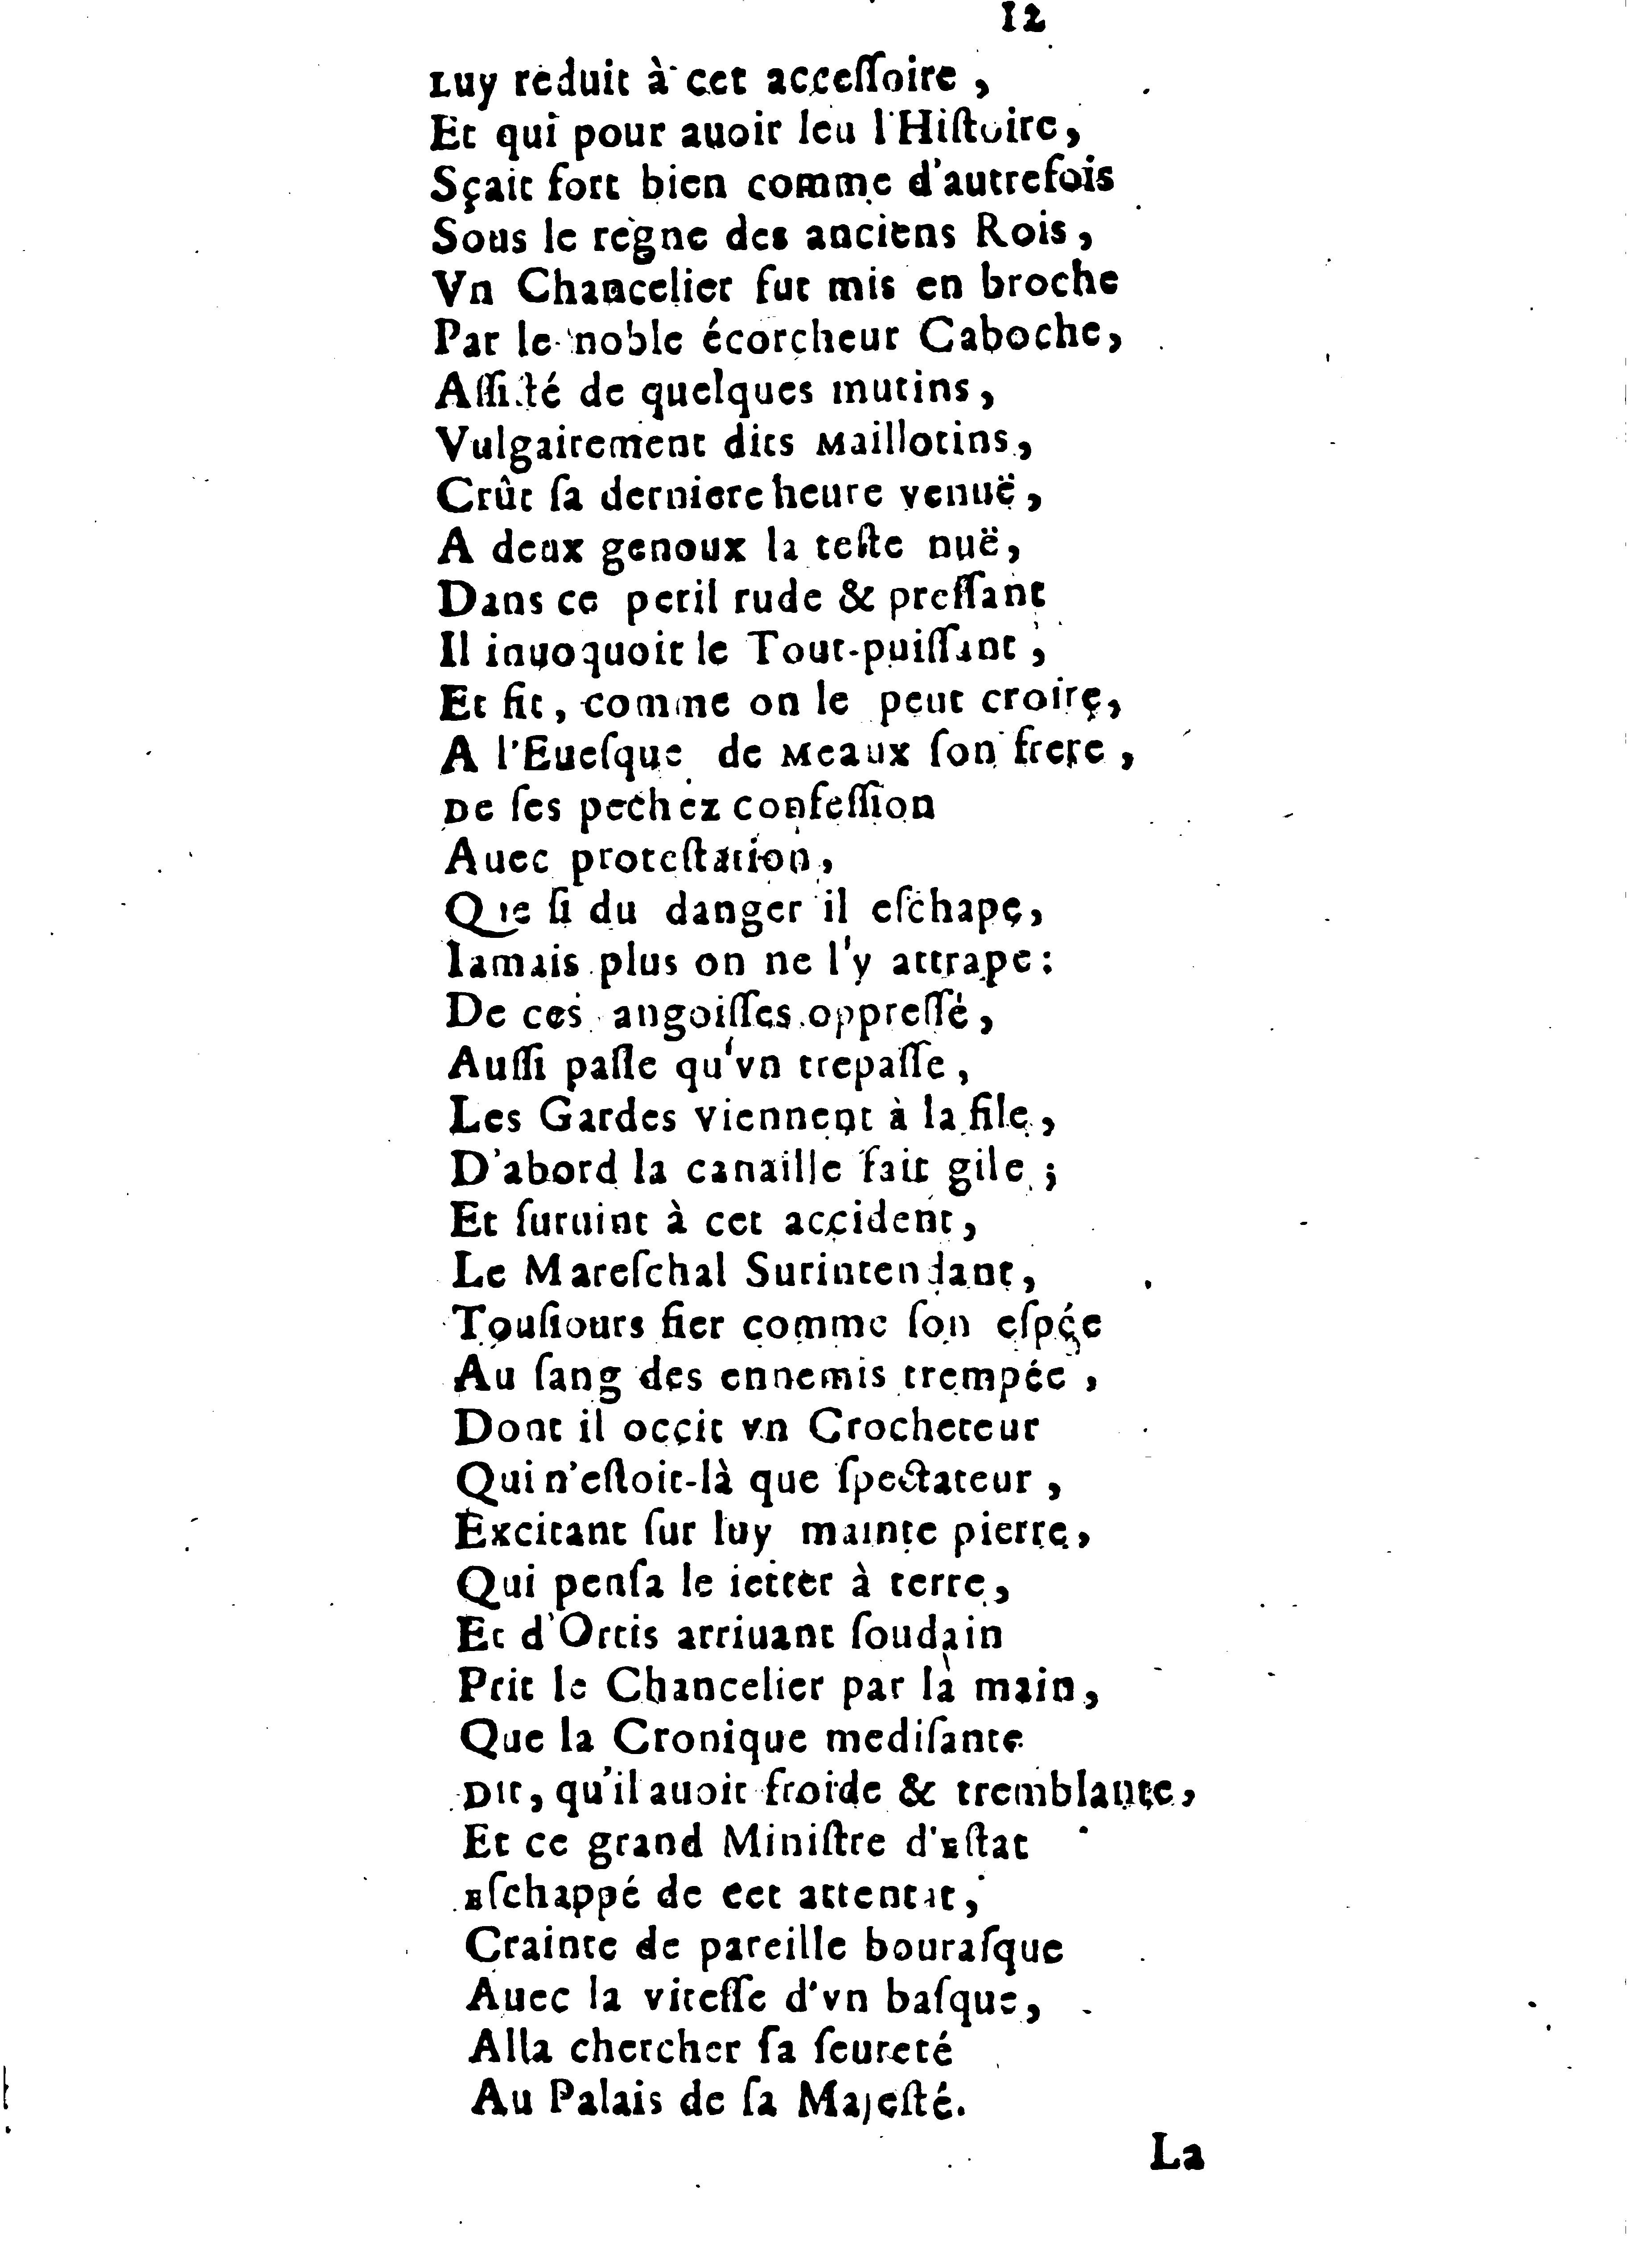 12
Luy reduit à cet acceſſoire,
Et qui pour auoir leu l'Hiſtoire,
Sçait fort bien comme d'autrefois
Sous le regne des anciens Rois,
Vn Chancelier fut mis en broche
Par le noble écorcheur Caboche,
Aſſiſté de quelques mutins,
Vulgairement dits Maillotins,
Crût ſa derniere heure venuë,
A deux genoux la teſte nuë,
Dans ce peril rude & preſſant
Il inuoquoit le Tout-puiſſant,
Et fit, comme on le peut croire,
A l'Eueſque de Meaux ſon frere,
De ſes pechez confeſſion
Auec proteſtation,
Que ſi du danger il eſchape,
Iamais plus on ne l'y attrape:
De ces angoiſſes oppreſſé,
Auſſi paſle qu'vn trepaſſe,
Les Gardes viennent à la file,
D'abord la canaille fait gile;
Et ſuruint à cet accident,
Le Mareſchal Surintendant,
Touſiours fier comme ſon eſpée
Au ſang des ennemis trempée,
Dont il occit vn Crocheteur
Qui n'eſtoit-là que ſpectateur,
Excitant ſur luy mainte pierre,
Qui penſa le ietter à terre,
Et d'Ortis arriuant ſoudain
Prit le Chancelier par là main,
Que la Cronique mediſante
Dit, qu'il auoit froide & tremblante,
Et ce grand Miniſtre d'Eſtat
Eſchappé de cet attentat,
Crainte de pareille bouraſque
Auec la viteſſe d'vn baſque,
Alla chercher ſa ſeureté
Au Palais de ſa Majeſté.
La